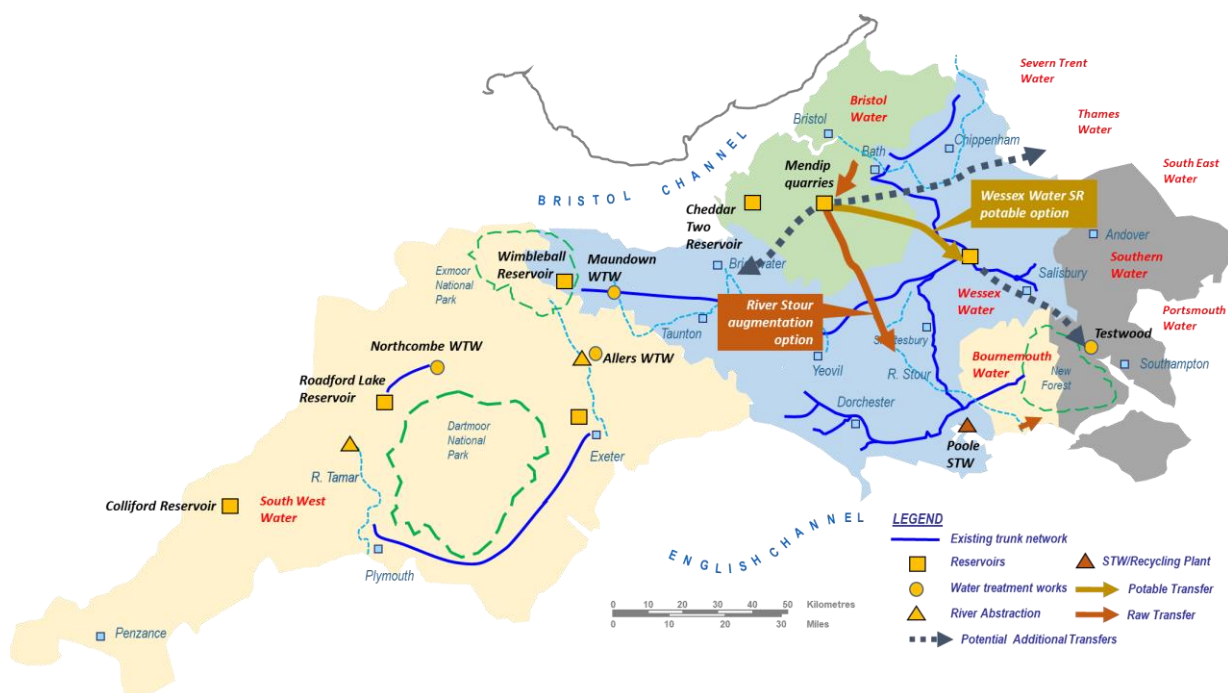 Severn Trent
Water
Thames
Water
South East
Water
Bristol
Water
Bristol
Bath
Chippenham
BRISTOL CHANNEL
Mendip
quarries
Wessex Water SR
potable option
Cheddar
Two
Reservoir
Andover
Southern
Water
Wimbleball
Reservoir
Maundown
WTW
Bridgwater
Exmoor
National
Park
Salisbury
Wessex
Water
Portsmouth
Water
River Stour
augmentation
option
Taunton
Shaftesbury
Testwood
Northcombe WTW
Allers WTW
Yeovil
R. Stour
Bournemouth
Water
New
Forest
Southampton
Roadford Lake
Reservoir
Dorchester
Dartmoor
National
Park
Exeter
Poole
STW
R. Tamar
Colliford Reservoir
South West
Water
ENGLISH CHANNEL
Plymouth
Penzance
LEGEND
Existing trunk network
Reservoirs
STW/Recycling Plant
Water treatment works
Potable Transfer
River Abstraction
Raw Transfer
Potential Additional Transfers
0 10 20 30 40 50 Kilometres
0 10 20 30 Miles